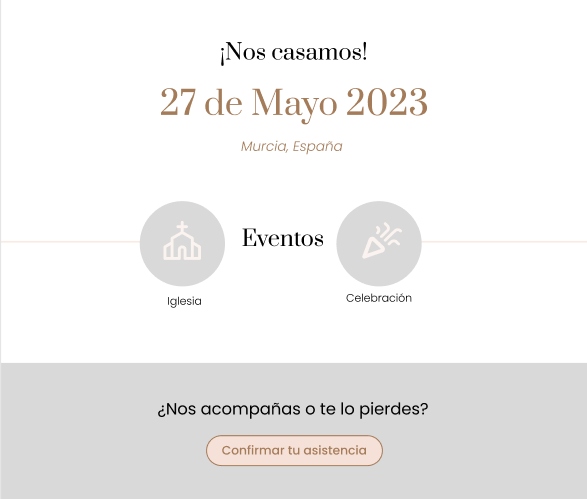 ¡Nos casamos!
27 de Mayo 2023
Murcia, España
Eventos
Iglesia
Celebración
¿Nos acompañas o te lo pierdes?
Confirmar tu asistencia